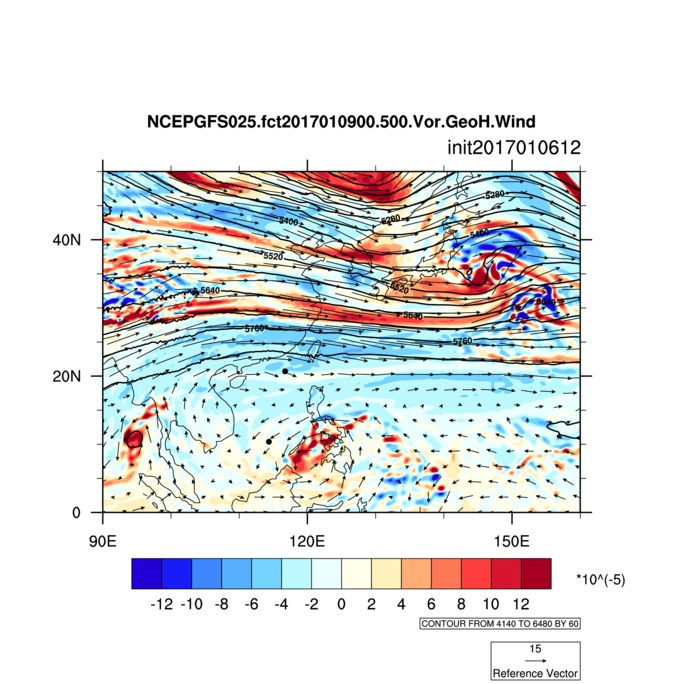 NCEPGFS025.fct2017010900.500.Vor.GeoH.Wind
init2017010612
5280
5400
5280
5400
40N
5520
5520
5640
5640
5760
5760
20N
0
90E 120E 150E
-12 -10 -8 -6 -4 -2 0 2 4 6 8 10 12
*10^(-5)
CONTOUR FROM 4140 TO 6480 BY 60
15
Reference Vector